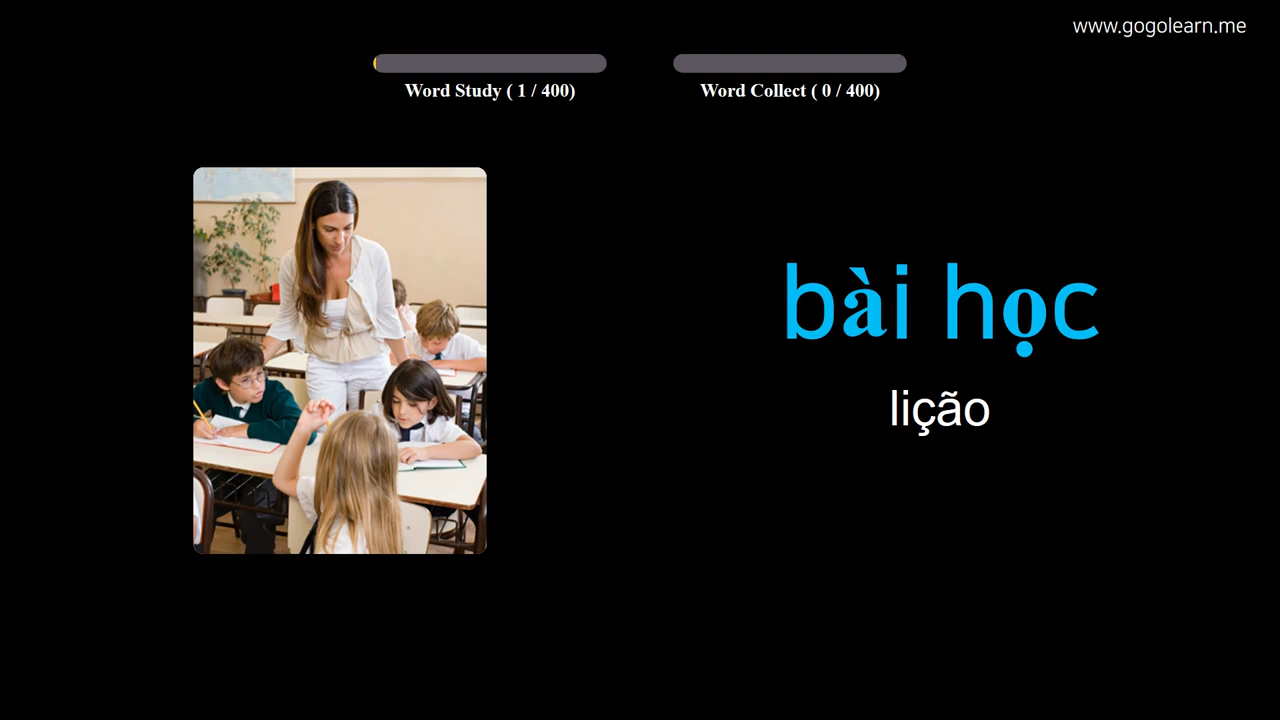 www.gogolearn.me
Word Study ( 1 / 400)
Word Collect ( 0 / 400)
bài học
lição